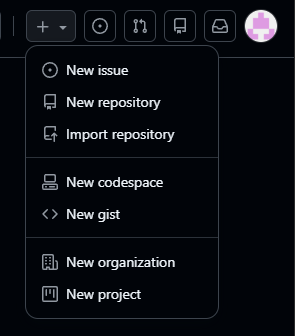 New issue
New repository
Import repository
New codespace
New gist
New organization
New project